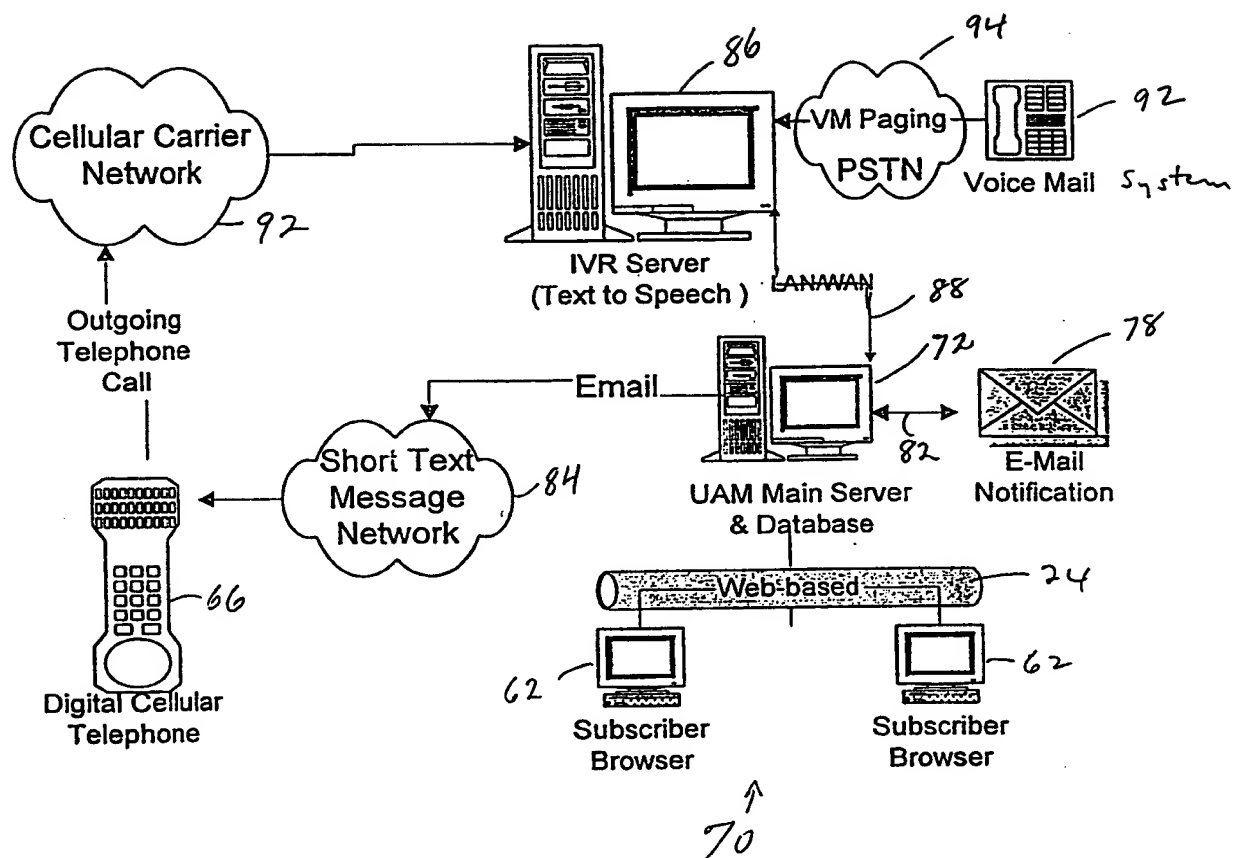 94
86
92
Cellular Carrier
Network
VM Paging
PSTN
Voice Mail System
92
IVR Server
(Text to Speech )
LANWAN
88
Outgoing
Telephone
Call
72
78
Email
82
E-Mail
Notification
Short Text
Message
Network
84
UAM Main Server
& Database
66
Web-based
24
62
62
Digital Cellular
Telephone
Subscriber
Browser
Subscriber
Browser
70